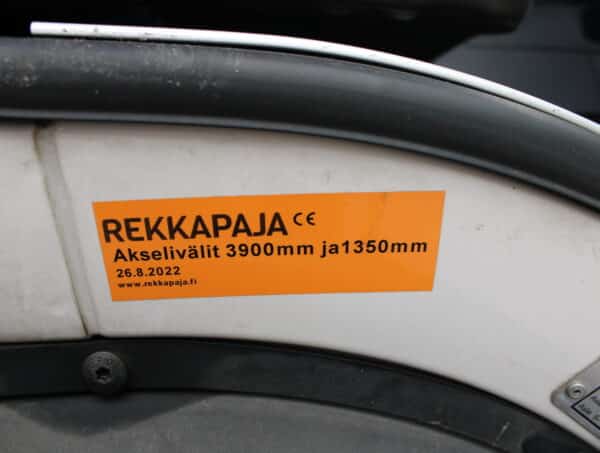 REKKAPAJA CE
Akselivälit 3900mm ja1350mm
26.8.2022
www.rekkapaja.fi